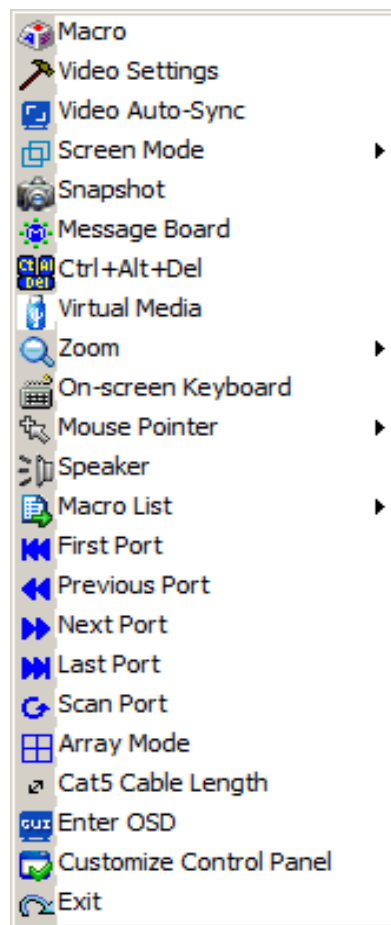 Macro
Video Settings
Video Auto-Sync
Screen Mode
Snapshot
Message Board
Ctrl+Alt+Del
Virtual Media
Zoom
On-screen Keyboard
Mouse Pointer
Speaker
Macro List
First Port
Previous Port
Next Port
Last Port
Scan Port
Array Mode
Cat5 Cable Length
GUI Enter OSD
Customize Control Panel
Exit